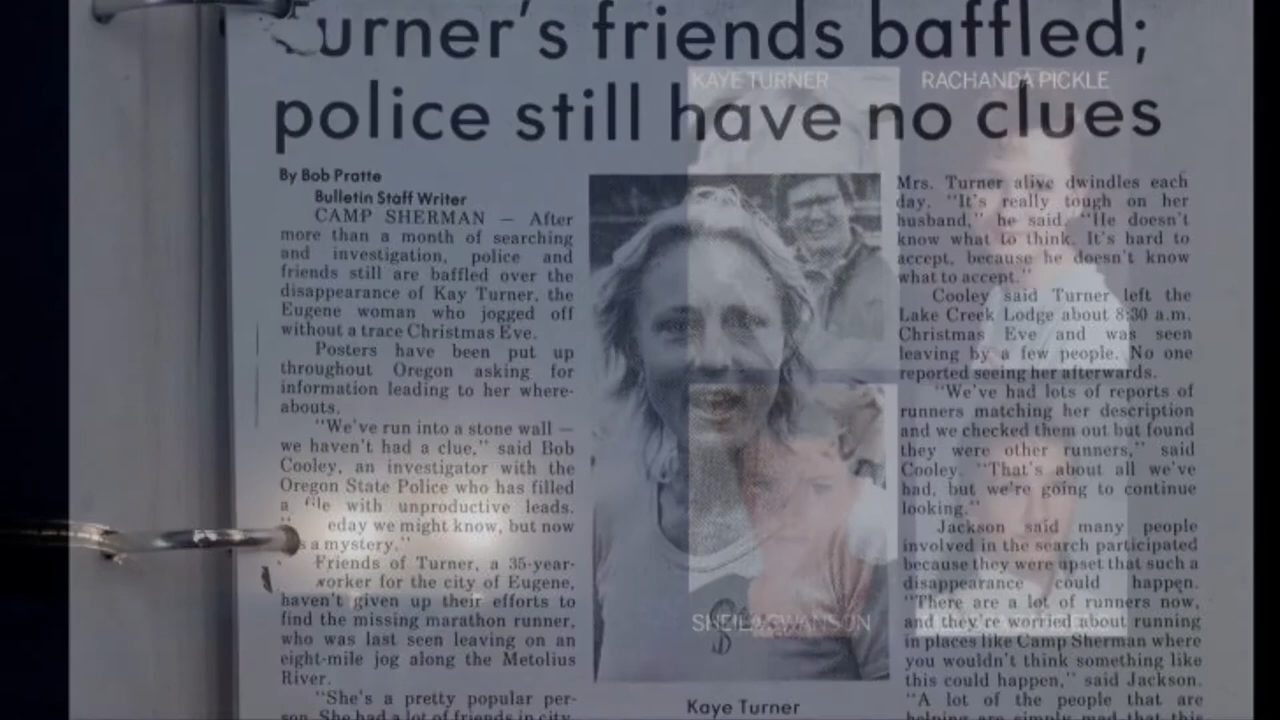 Turner's friends baffled;
police still have no clues
KAYE TURNER
RACHANDA PICKLE
By Bob Pratte
Bulletin Staff Writer
CAMP SHERMAN — After
more than a month of searching
and investigation, police and
friends still are baffled over the
disappearance of Kay Turner, the
Eugene woman who jogged off
without a trace Christmas Eve.
Posters have been put up
throughout Oregon asking for
information leading to her where-
abouts.
"We've run into a stone wall —
we haven't had a clue," said Bob
Cooley, an investigator with the
Oregon State Police who has filled
a file with unproductive leads.
eday we might know, but now
s a mystery."
Friends of Turner, a 35-year-
worker for the city of Eugene,
haven't given up their efforts to
find the missing marathon runner,
who was last seen leaving on an
eight-mile jog along the Metolius
River.
"She's a pretty popular per-
son. She had a lot of friends in city
Mrs. Turner alive dwindles each
day. "It's really tough on her
husband," he said. "He doesn't
know what to think. It's hard to
accept, because he doesn't know
what to accept."
Cooley said Turner left the
Lake Creek Lodge about 8:30 a.m.
Christmas Eve and was seen
leaving by a few people. No one
reported seeing her afterwards.
"We've had lots of reports of
runners matching her description
and we checked them out but found
they were other runners," said
Cooley. "That's about all we've
had, but we're going to continue
looking."
Jackson said many people
involved in the search participated
because they were upset that such a
disappearance could happen.
"There are a lot of runners now,
and they're worried about running
in places like Camp Sherman where
you wouldn't think something like
this could happen," said Jackson.
"A lot of the people that are
SHEILA SWANSON
Kaye Turner